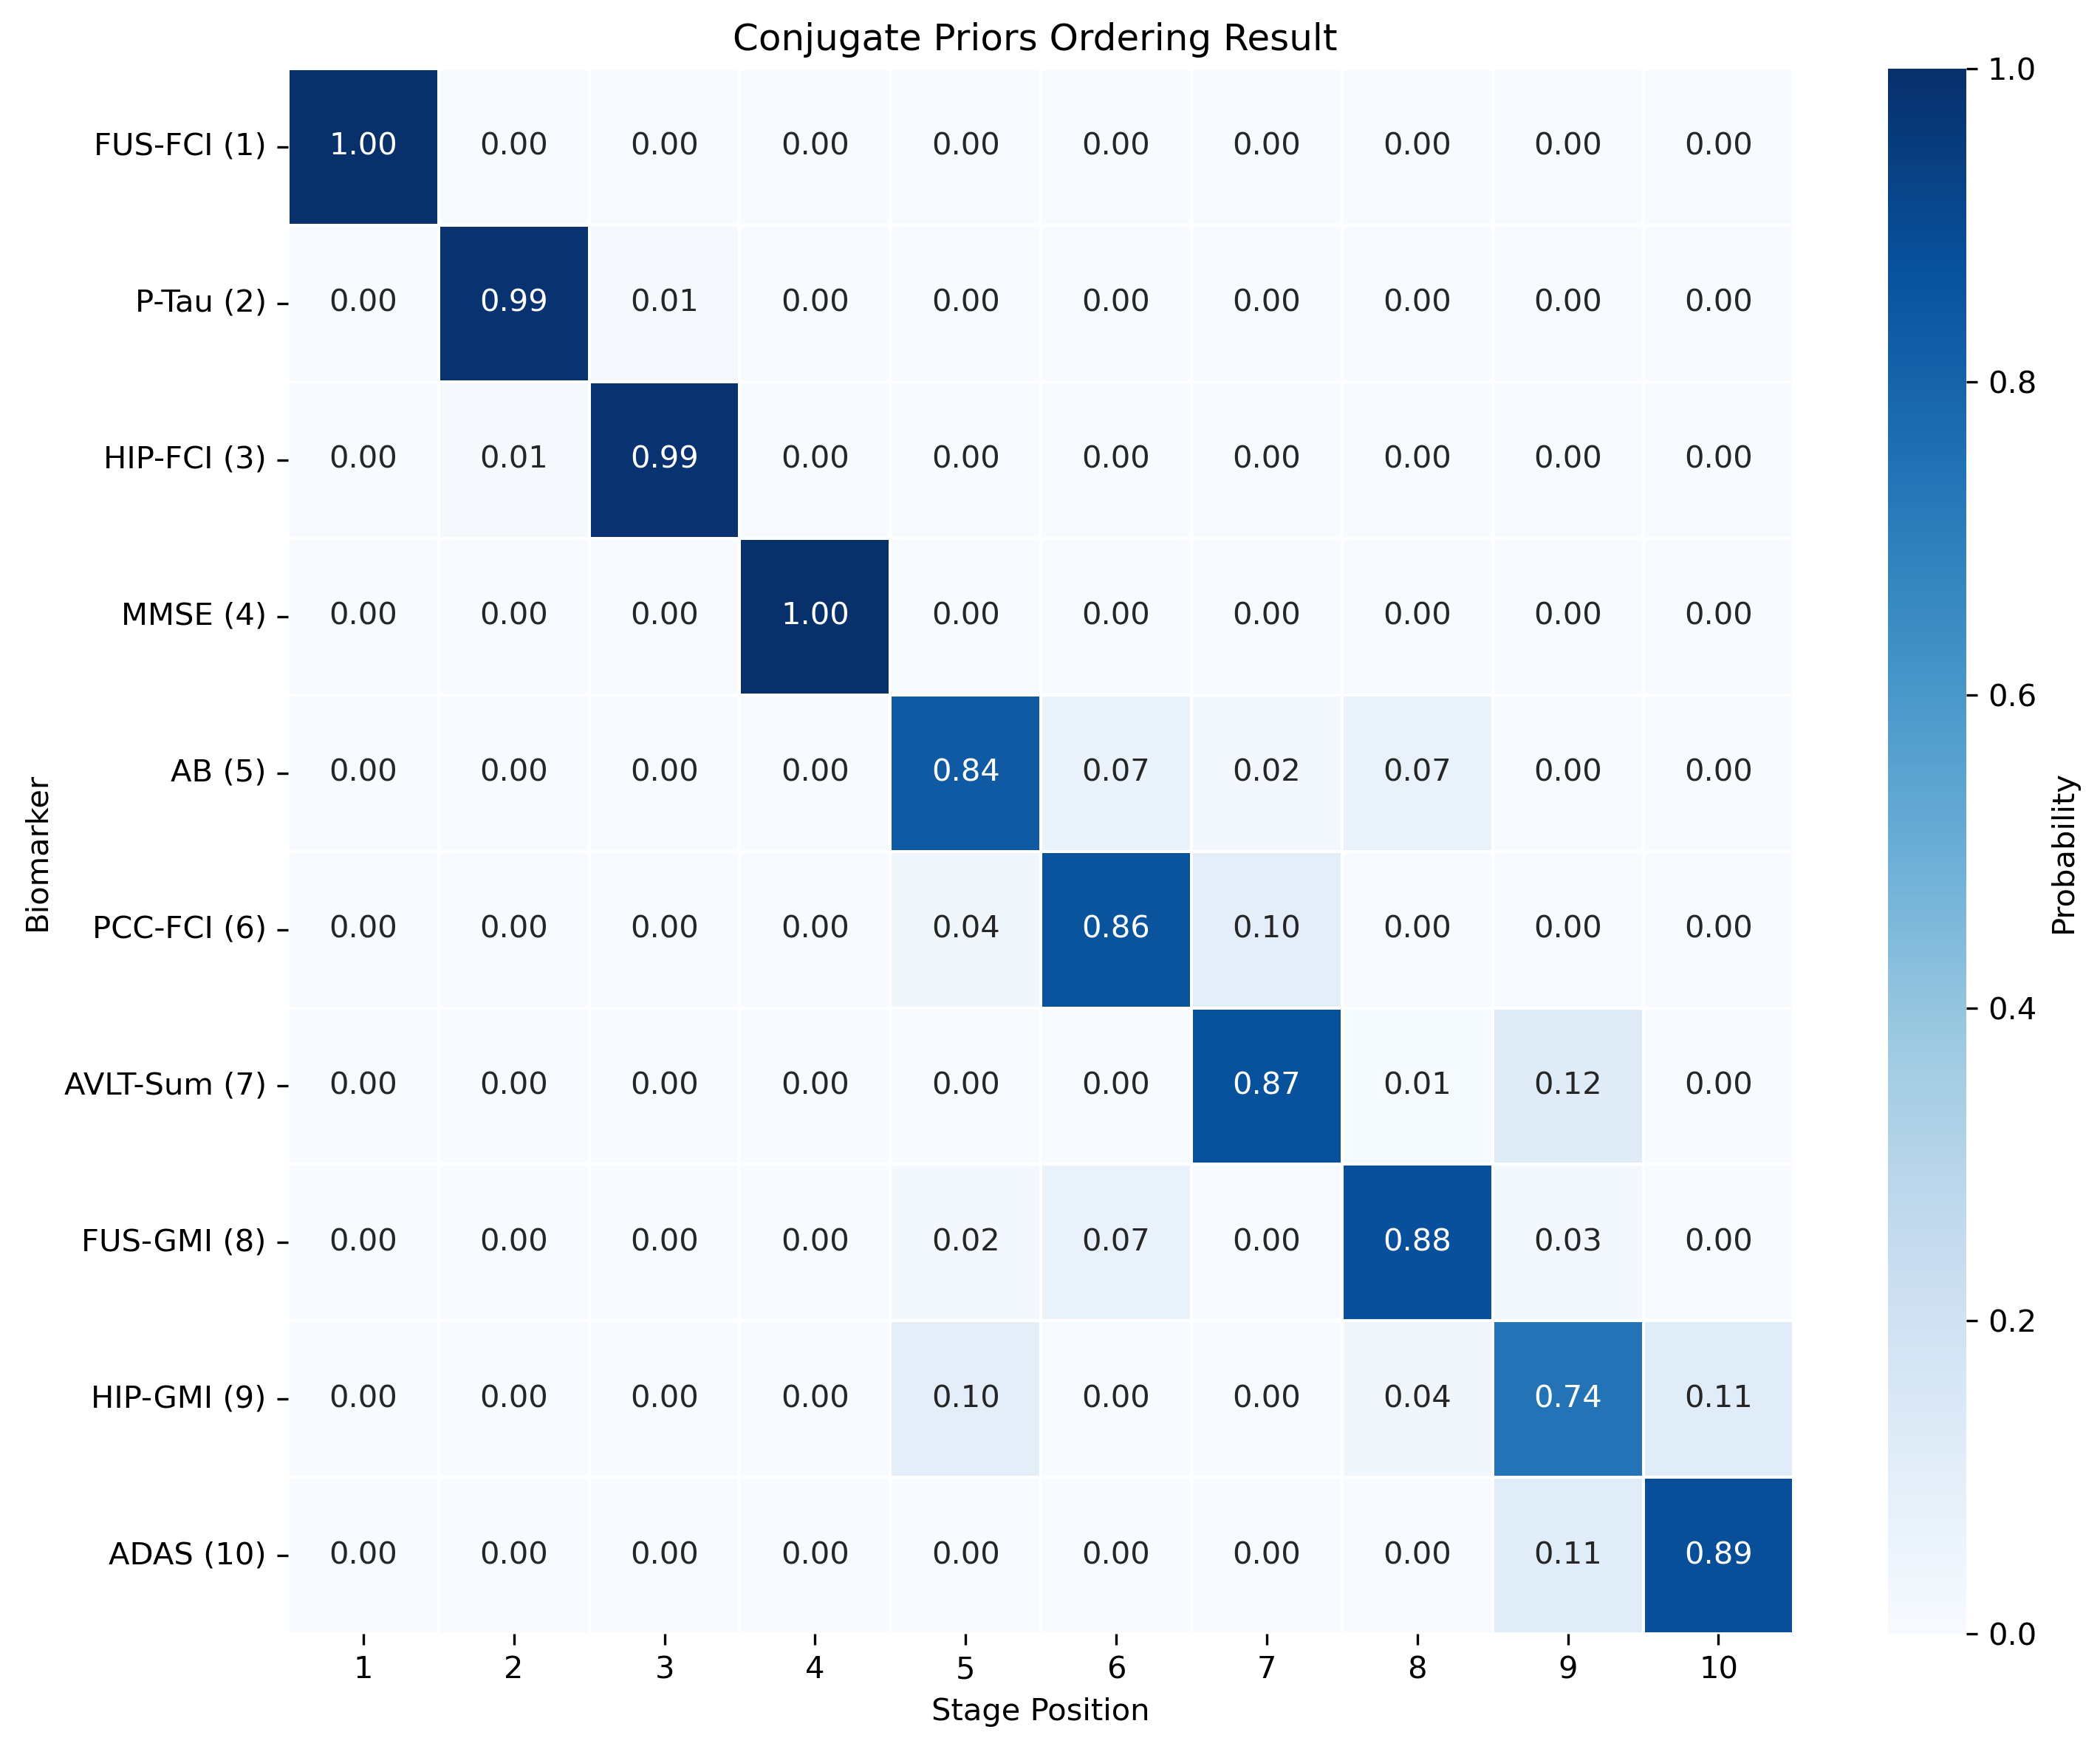 Conjugate Priors Ordering Result
FUS-FCI (1) 1.00 0.00 0.00 0.00 0.00 0.00 0.00 0.00 0.00 0.00
P-Tau (2) 0.00 0.99 0.01 0.00 0.00 0.00 0.00 0.00 0.00 0.00
HIP-FCI (3) 0.00 0.01 0.99 0.00 0.00 0.00 0.00 0.00 0.00 0.00
MMSE (4) 0.00 0.00 0.00 1.00 0.00 0.00 0.00 0.00 0.00 0.00
AB (5) 0.00 0.00 0.00 0.00 0.84 0.07 0.02 0.07 0.00 0.00
PCC-FCI (6) 0.00 0.00 0.00 0.00 0.04 0.86 0.10 0.00 0.00 0.00
AVLT-Sum (7) 0.00 0.00 0.00 0.00 0.00 0.00 0.87 0.01 0.12 0.00
FUS-GMI (8) 0.00 0.00 0.00 0.00 0.02 0.07 0.00 0.88 0.03 0.00
HIP-GMI (9) 0.00 0.00 0.00 0.00 0.10 0.00 0.00 0.04 0.74 0.11
ADAS (10) 0.00 0.00 0.00 0.00 0.00 0.00 0.00 0.00 0.11 0.89
1 2 3 4 5 6 7 8 9 10
Stage Position
Biomarker
1.0
0.8
0.6
0.4
0.2
0.0
Probability